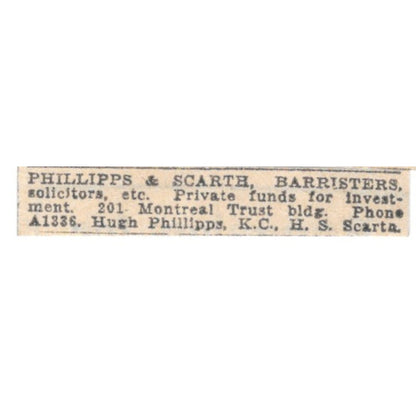 PHILLIPPS & SCARTH, BARRISTERS,
solicitors, etc. Private funds for invest-
ment. 201 Montreal Trust bldg. Phone
A1336. Hugh Phillipps, K.C., H. S. Scarth.